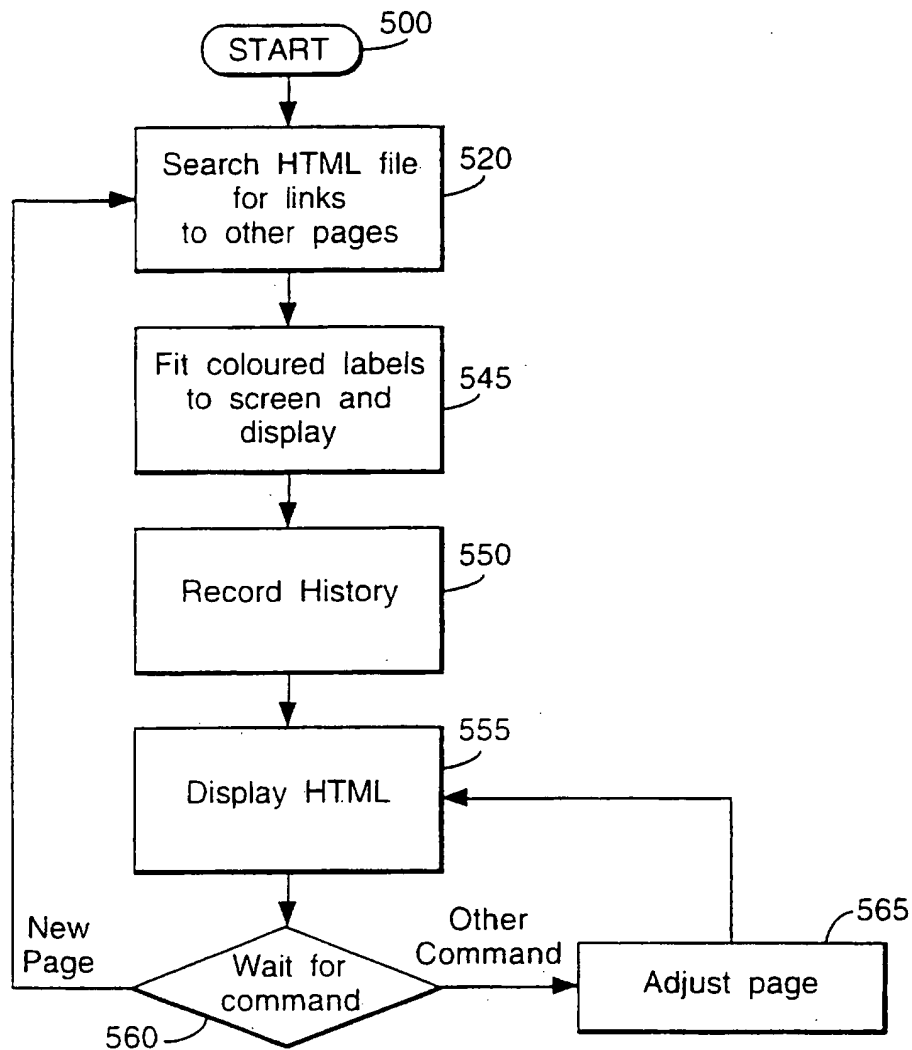 500
START
Search HTML file
for links
to other pages
520
Fit coloured labels
to screen and
display
545
Record History
550
Display HTML
555
New
Page
Wait for
command
560
Other
Command
Adjust page
565